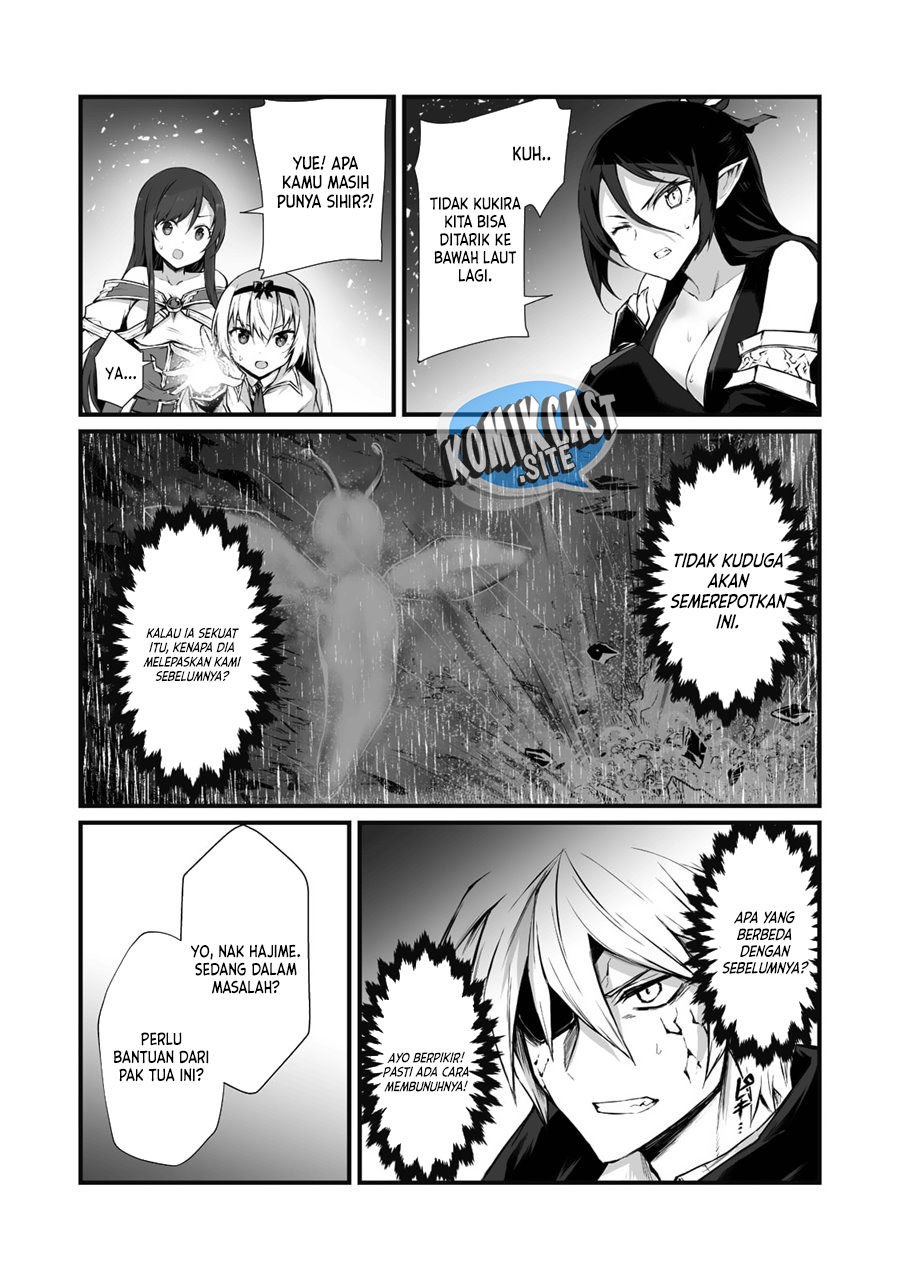 KUH..
TIDAK KUKIRA
KITA BISA
DITARIK KE
BAWAH LAUT
LAGI.
YUE! APA
KAMU MASIH
PUNYA SIHIR?!
YA...
KOMIKCAST
.SITE
TIDAK KUDUGA
AKAN
SEMEREPOTKAN
INI.
KALAU IA SEKUAT
ITU, KENAPA DIA
MELEPASKAN KAMI
SEBELUMNYA?
APA YANG
BERBEDA
DENGAN
SEBELUMNYA?
AYO BERPIKIR!
PASTI ADA CARA
MEMBUNUHNYA!
ピキ...
YO, NAK HAJIME.
SEDANG DALAM
MASALAH?
PERLU
BANTUAN DARI
PAK TUA INI?